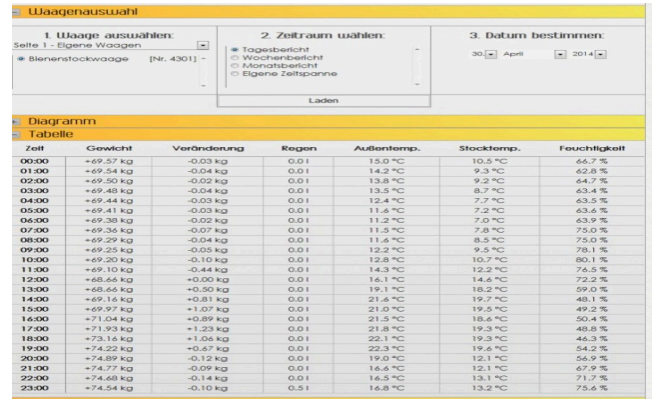 Waagenauswahl
1. Waage auswählen: 2. Zeitraum wählen: 3. Datum bestimmen:
Seite 1 - Eigene Waagen
Bienenstockwaage [Nr. 4301]
Tagesbericht
Wochenbericht
Monatsbericht
Eigene Zeitspanne
30. April 2014
Laden
Diagramm
Tabelle
Zeit Gewicht Veränderung Regen Außentemp. Stocktemp. Feuchtigkeit
00:00 +69.57 kg -0.03 kg 0.0 l 15.0 °C 10.5 °C 66.7 %
01:00 +69.54 kg -0.04 kg 0.0 l 14.2 °C 9.3 °C 62.8 %
02:00 +69.50 kg -0.02 kg 0.0 l 13.8 °C 9.2 °C 64.7 %
03:00 +69.48 kg -0.04 kg 0.0 l 13.5 °C 8.7 °C 63.4 %
04:00 +69.44 kg -0.03 kg 0.0 l 12.4 °C 7.7 °C 63.5 %
05:00 +69.41 kg -0.03 kg 0.0 l 11.6 °C 7.2 °C 63.6 %
06:00 +69.38 kg -0.02 kg 0.0 l 11.2 °C 7.0 °C 63.9 %
07:00 +69.36 kg -0.07 kg 0.0 l 11.5 °C 7.8 °C 75.0 %
08:00 +69.29 kg -0.04 kg 0.0 l 11.6 °C 8.5 °C 75.0 %
09:00 +69.25 kg -0.05 kg 0.0 l 12.2 °C 9.5 °C 78.1 %
10:00 +69.20 kg -0.10 kg 0.0 l 12.8 °C 10.7 °C 80.1 %
11:00 +69.10 kg -0.44 kg 0.0 l 14.3 °C 12.2 °C 76.5 %
12:00 +68.66 kg +0.00 kg 0.0 l 16.1 °C 14.6 °C 72.2 %
13:00 +68.66 kg +0.50 kg 0.0 l 19.1 °C 18.2 °C 59.0 %
14:00 +69.16 kg +0.81 kg 0.0 l 21.6 °C 19.7 °C 48.1 %
15:00 +69.97 kg +1.07 kg 0.0 l 21.0 °C 20.5 °C 49.2 %
16:00 +71.04 kg +0.89 kg 0.0 l 21.5 °C 18.6 °C 50.4 %
17:00 +71.93 kg +1.23 kg 0.0 l 21.8 °C 19.3 °C 48.8 %
18:00 +73.16 kg +1.06 kg 0.0 l 22.1 °C 19.3 °C 46.3 %
19:00 +74.22 kg +0.67 kg 0.0 l 22.3 °C 19.6 °C 54.2 %
20:00 +74.89 kg -0.12 kg 0.0 l 19.0 °C 12.1 °C 56.9 %
21:00 +74.77 kg -0.09 kg 0.0 l 16.6 °C 12.1 °C 67.9 %
22:00 +74.68 kg -0.14 kg 0.0 l 16.5 °C 13.1 °C 71.7 %
23:00 +74.54 kg -0.10 kg 0.5 l 16.8 °C 13.2 °C 75.6 %